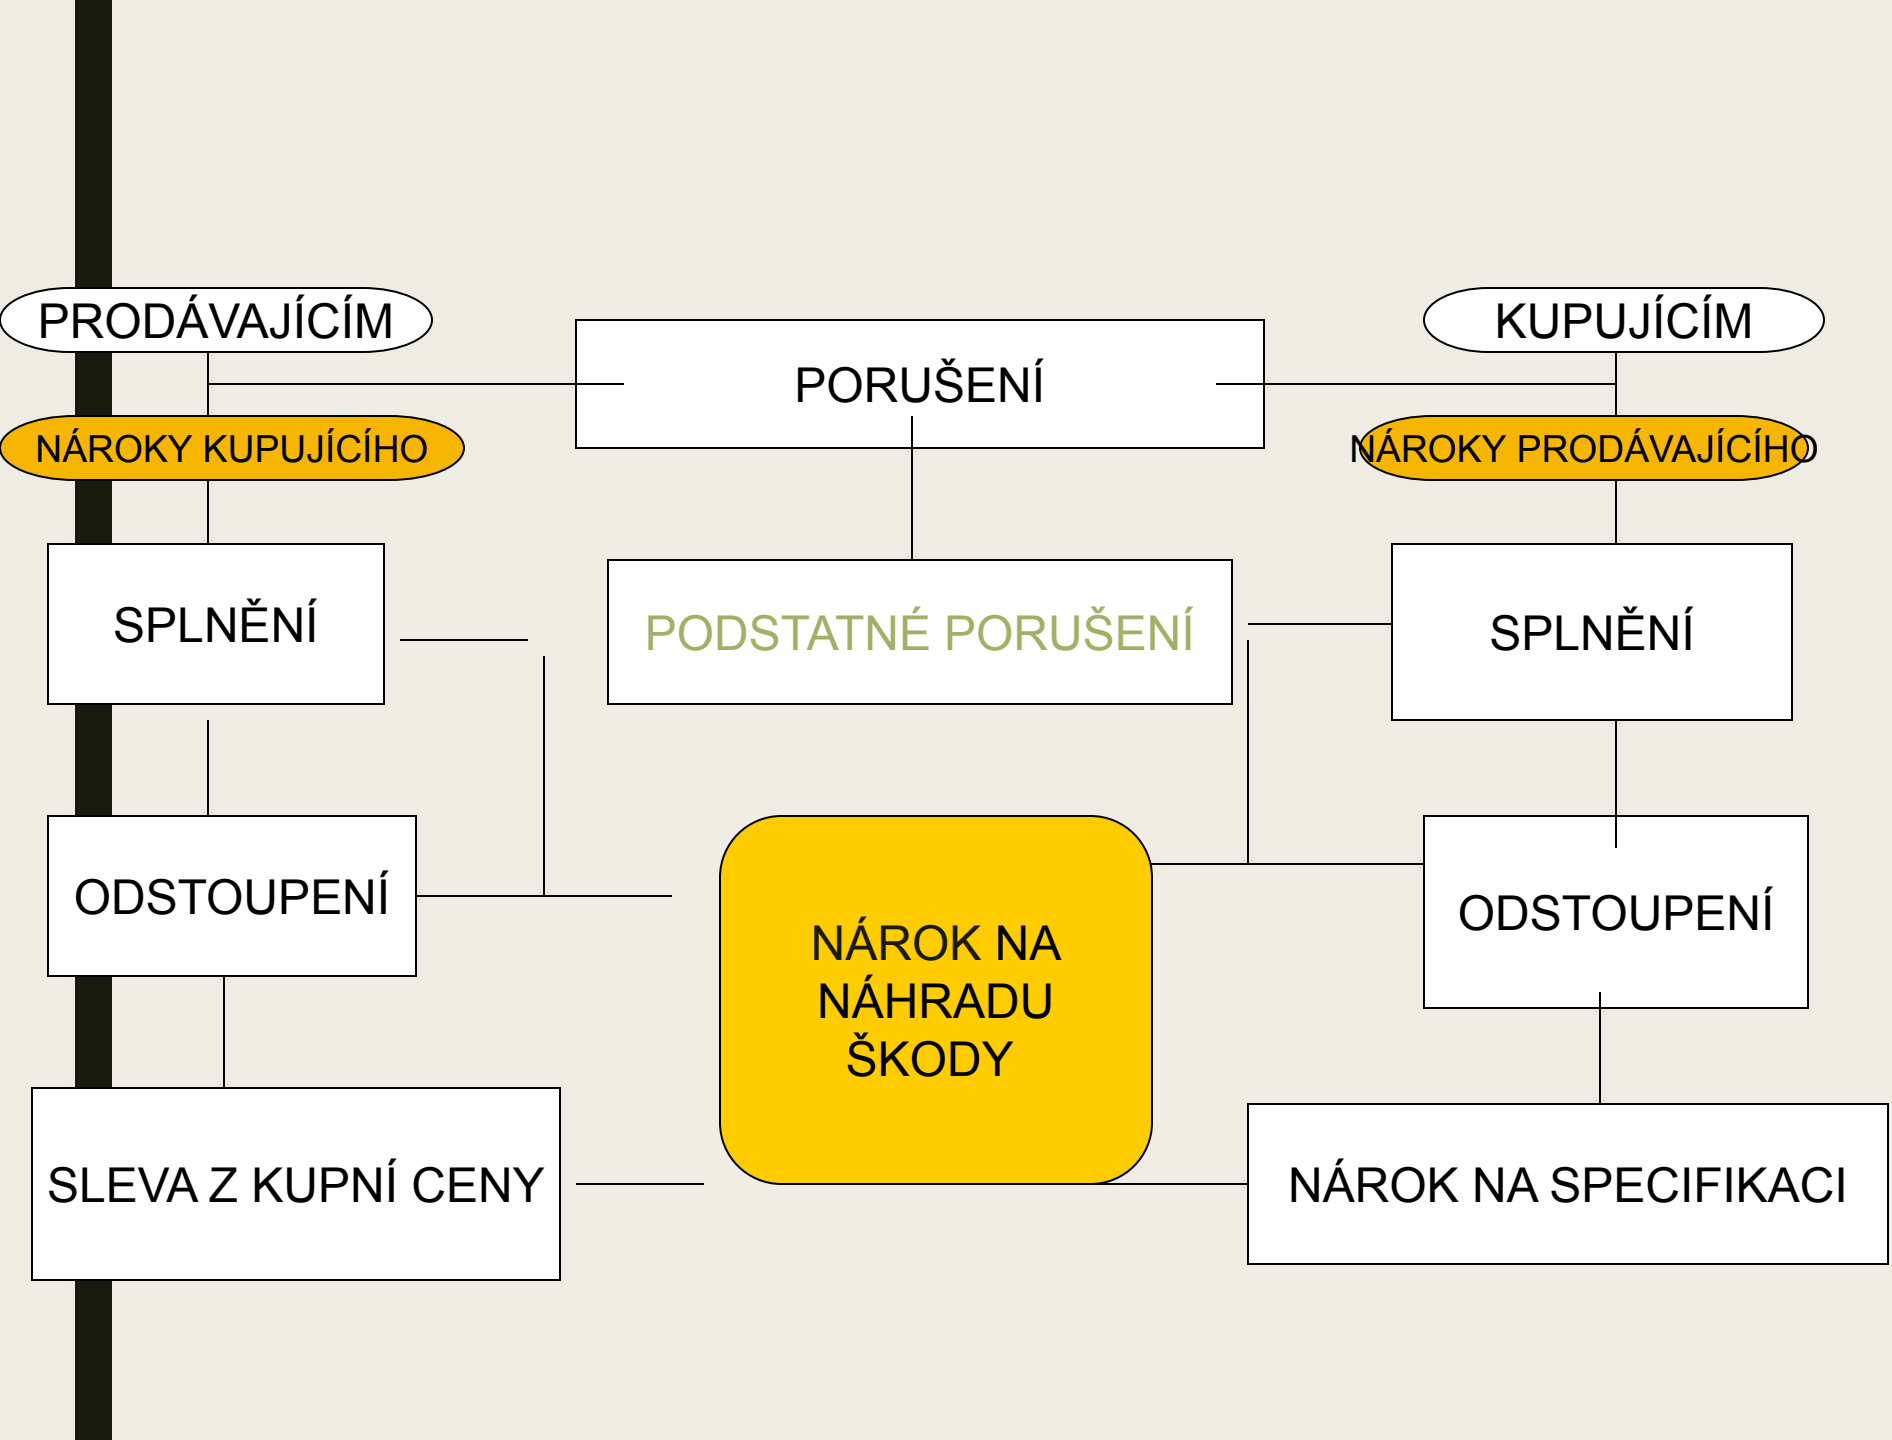 PRODÁVAJÍCÍM
KUPUJÍCÍM
PORUŠENÍ
NÁROKY KUPUJÍCÍHO
NÁROKY PRODÁVAJÍCÍHO
SPLNĚNÍ
PODSTATNÉ PORUŠENÍ
SPLNĚNÍ
ODSTOUPENÍ
NÁROK NA
NÁHRADU
ŠKODY
ODSTOUPENÍ
SLEVA Z KUPNÍ CENY
NÁROK NA SPECIFIKACI